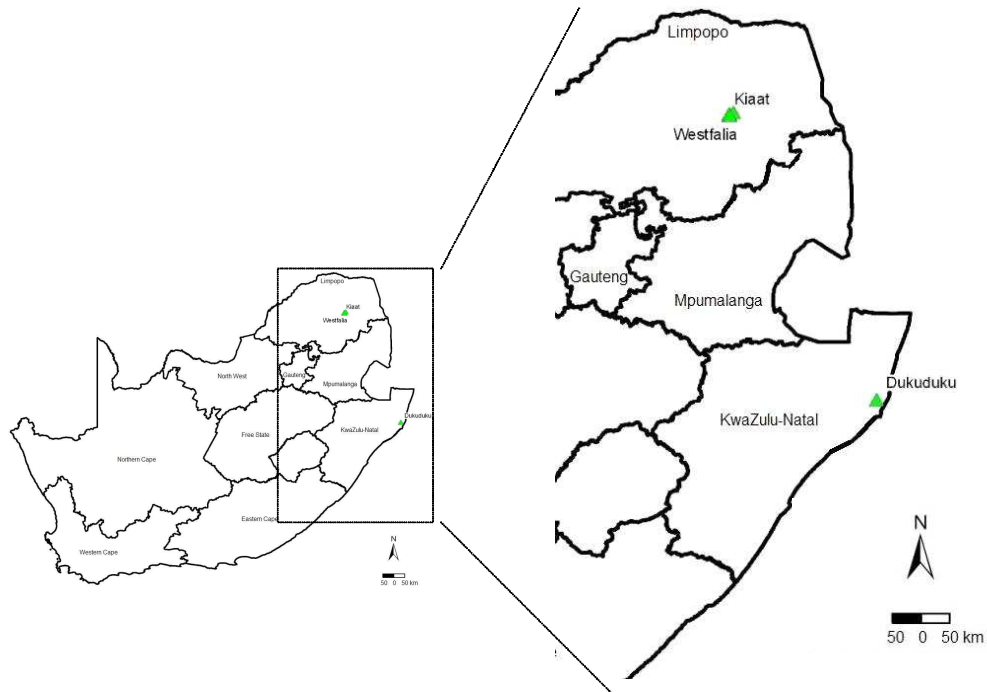 Limpopo
Kiaat
Westfalia
North West
Gauteng
Mpumalanga
Dukuduku
KwaZulu-Natal
Free State
Northern Cape
Eastern Cape
Western Cape
N
50 0 50 km
Limpopo
Kiaat
Westfalia
Gauteng
Mpumalanga
Dukuduku
KwaZulu-Natal
N
50 0 50 km